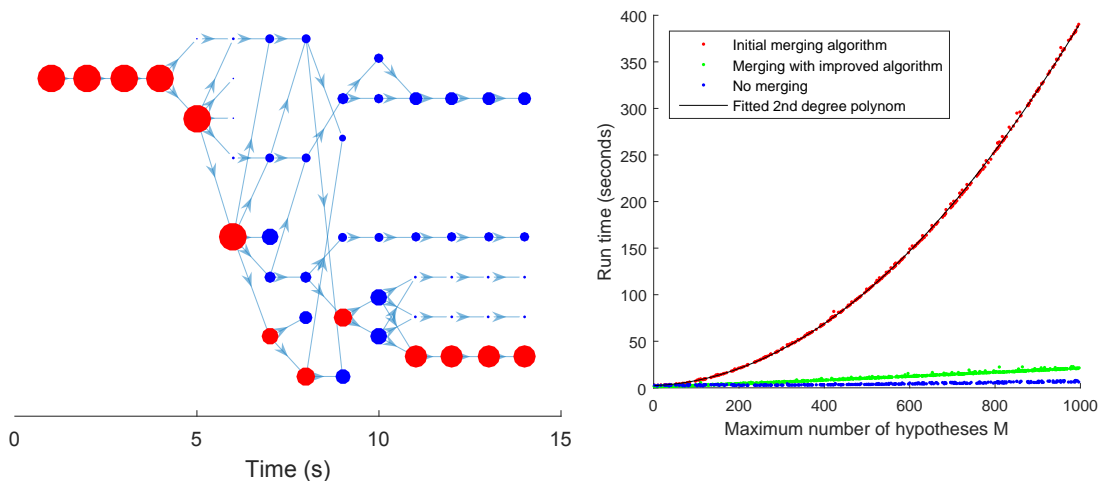 0
5
10
15
Time (s)
400
350
300
250
200
150
100
50
0
Run time (seconds)
Initial merging algorithm
Merging with improved algorithm
No merging
Fitted 2nd degree polynom
0
200
400
600
800
1000
Maximum number of hypotheses M